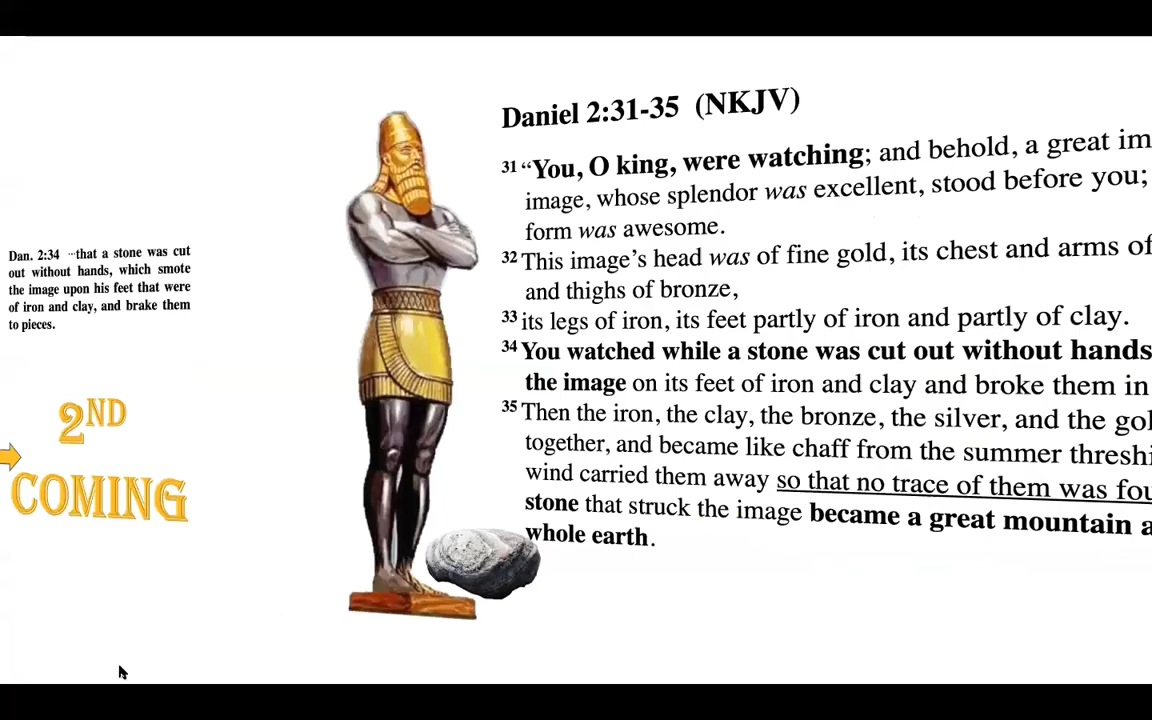 Dan. 2:34 ··that a stone was cut
out without hands, which smote
the image upon his feet that were
of iron and clay, and brake them
to pieces.
2ND
COMING
Daniel 2:31-35 (NKJV)
31 “You, O king, were watching; and behold, a great im
image, whose splendor was excellent, stood before you;
form was awesome.
32 This image’s head was of fine gold, its chest and arms of
and thighs of bronze,
33 its legs of iron, its feet partly of iron and partly of clay.
34 You watched while a stone was cut out without hands
the image on its feet of iron and clay and broke them in
35 Then the iron, the clay, the bronze, the silver, and the gol
together, and became like chaff from the summer threshi
wind carried them away so that no trace of them was fou
stone that struck the image became a great mountain a
whole earth.